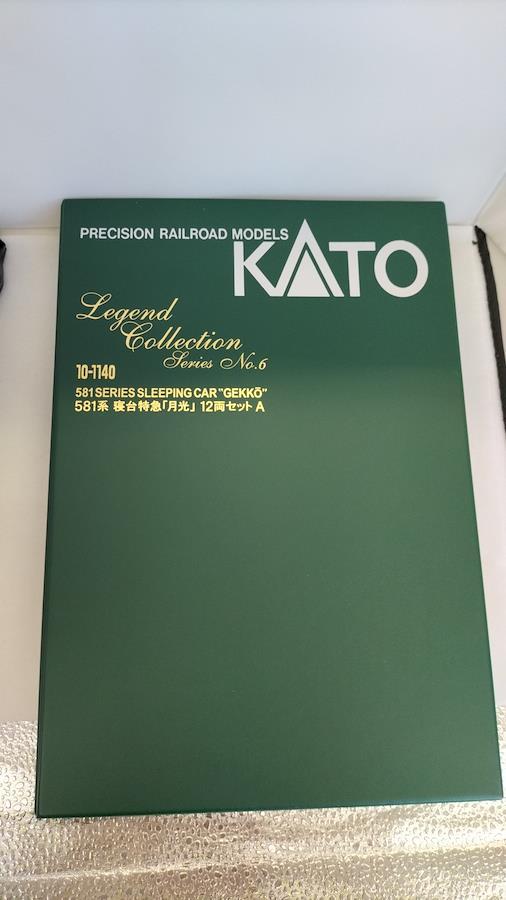 PRECISION RAILROAD MODELS
KATO
Legend
Collection
Series No.6
10-1140
581 SERIES SLEEPING CAR "GEKKŌ"
581系 寝台特急「月光」 12両セット A